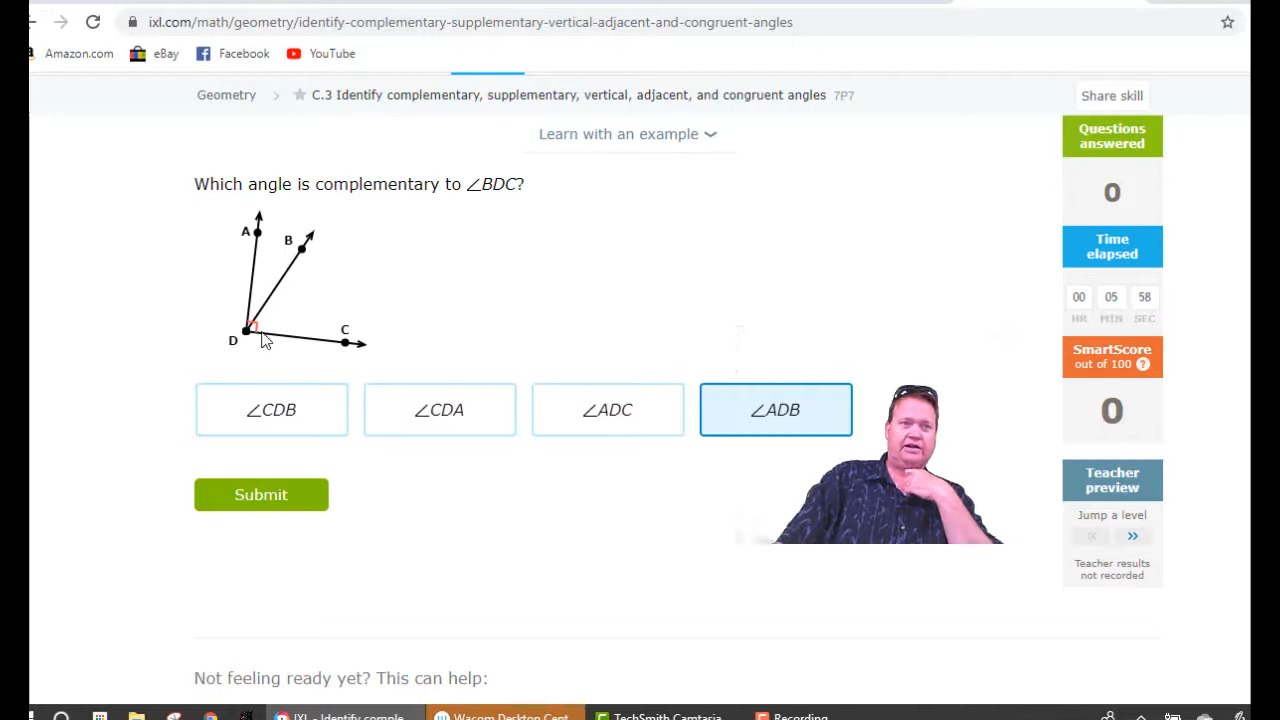 ixl.com/math/geometry/identify-complementary-supplementary-vertical-adjacent-and-congruent-angles
Amazon.com eBay Facebook YouTube
Geometry > C.3 Identify complementary, supplementary, vertical, adjacent, and congruent angles 7P7
Share skill
Learn with an example
Questions
answered
0
Which angle is complementary to ∠BDC?
A
B
C
D
Time
elapsed
00 05 58
HR MIN SEC
SmartScore
out of 100 ?
0
∠CDB ∠CDA ∠ADC ∠ADB
Submit
Teacher
preview
Jump a level
Teacher results
not recorded
Not feeling ready yet? This can help:
IXL - Identify comple
Wacom Desktop Cent
TechSmith Camtasia
Recording